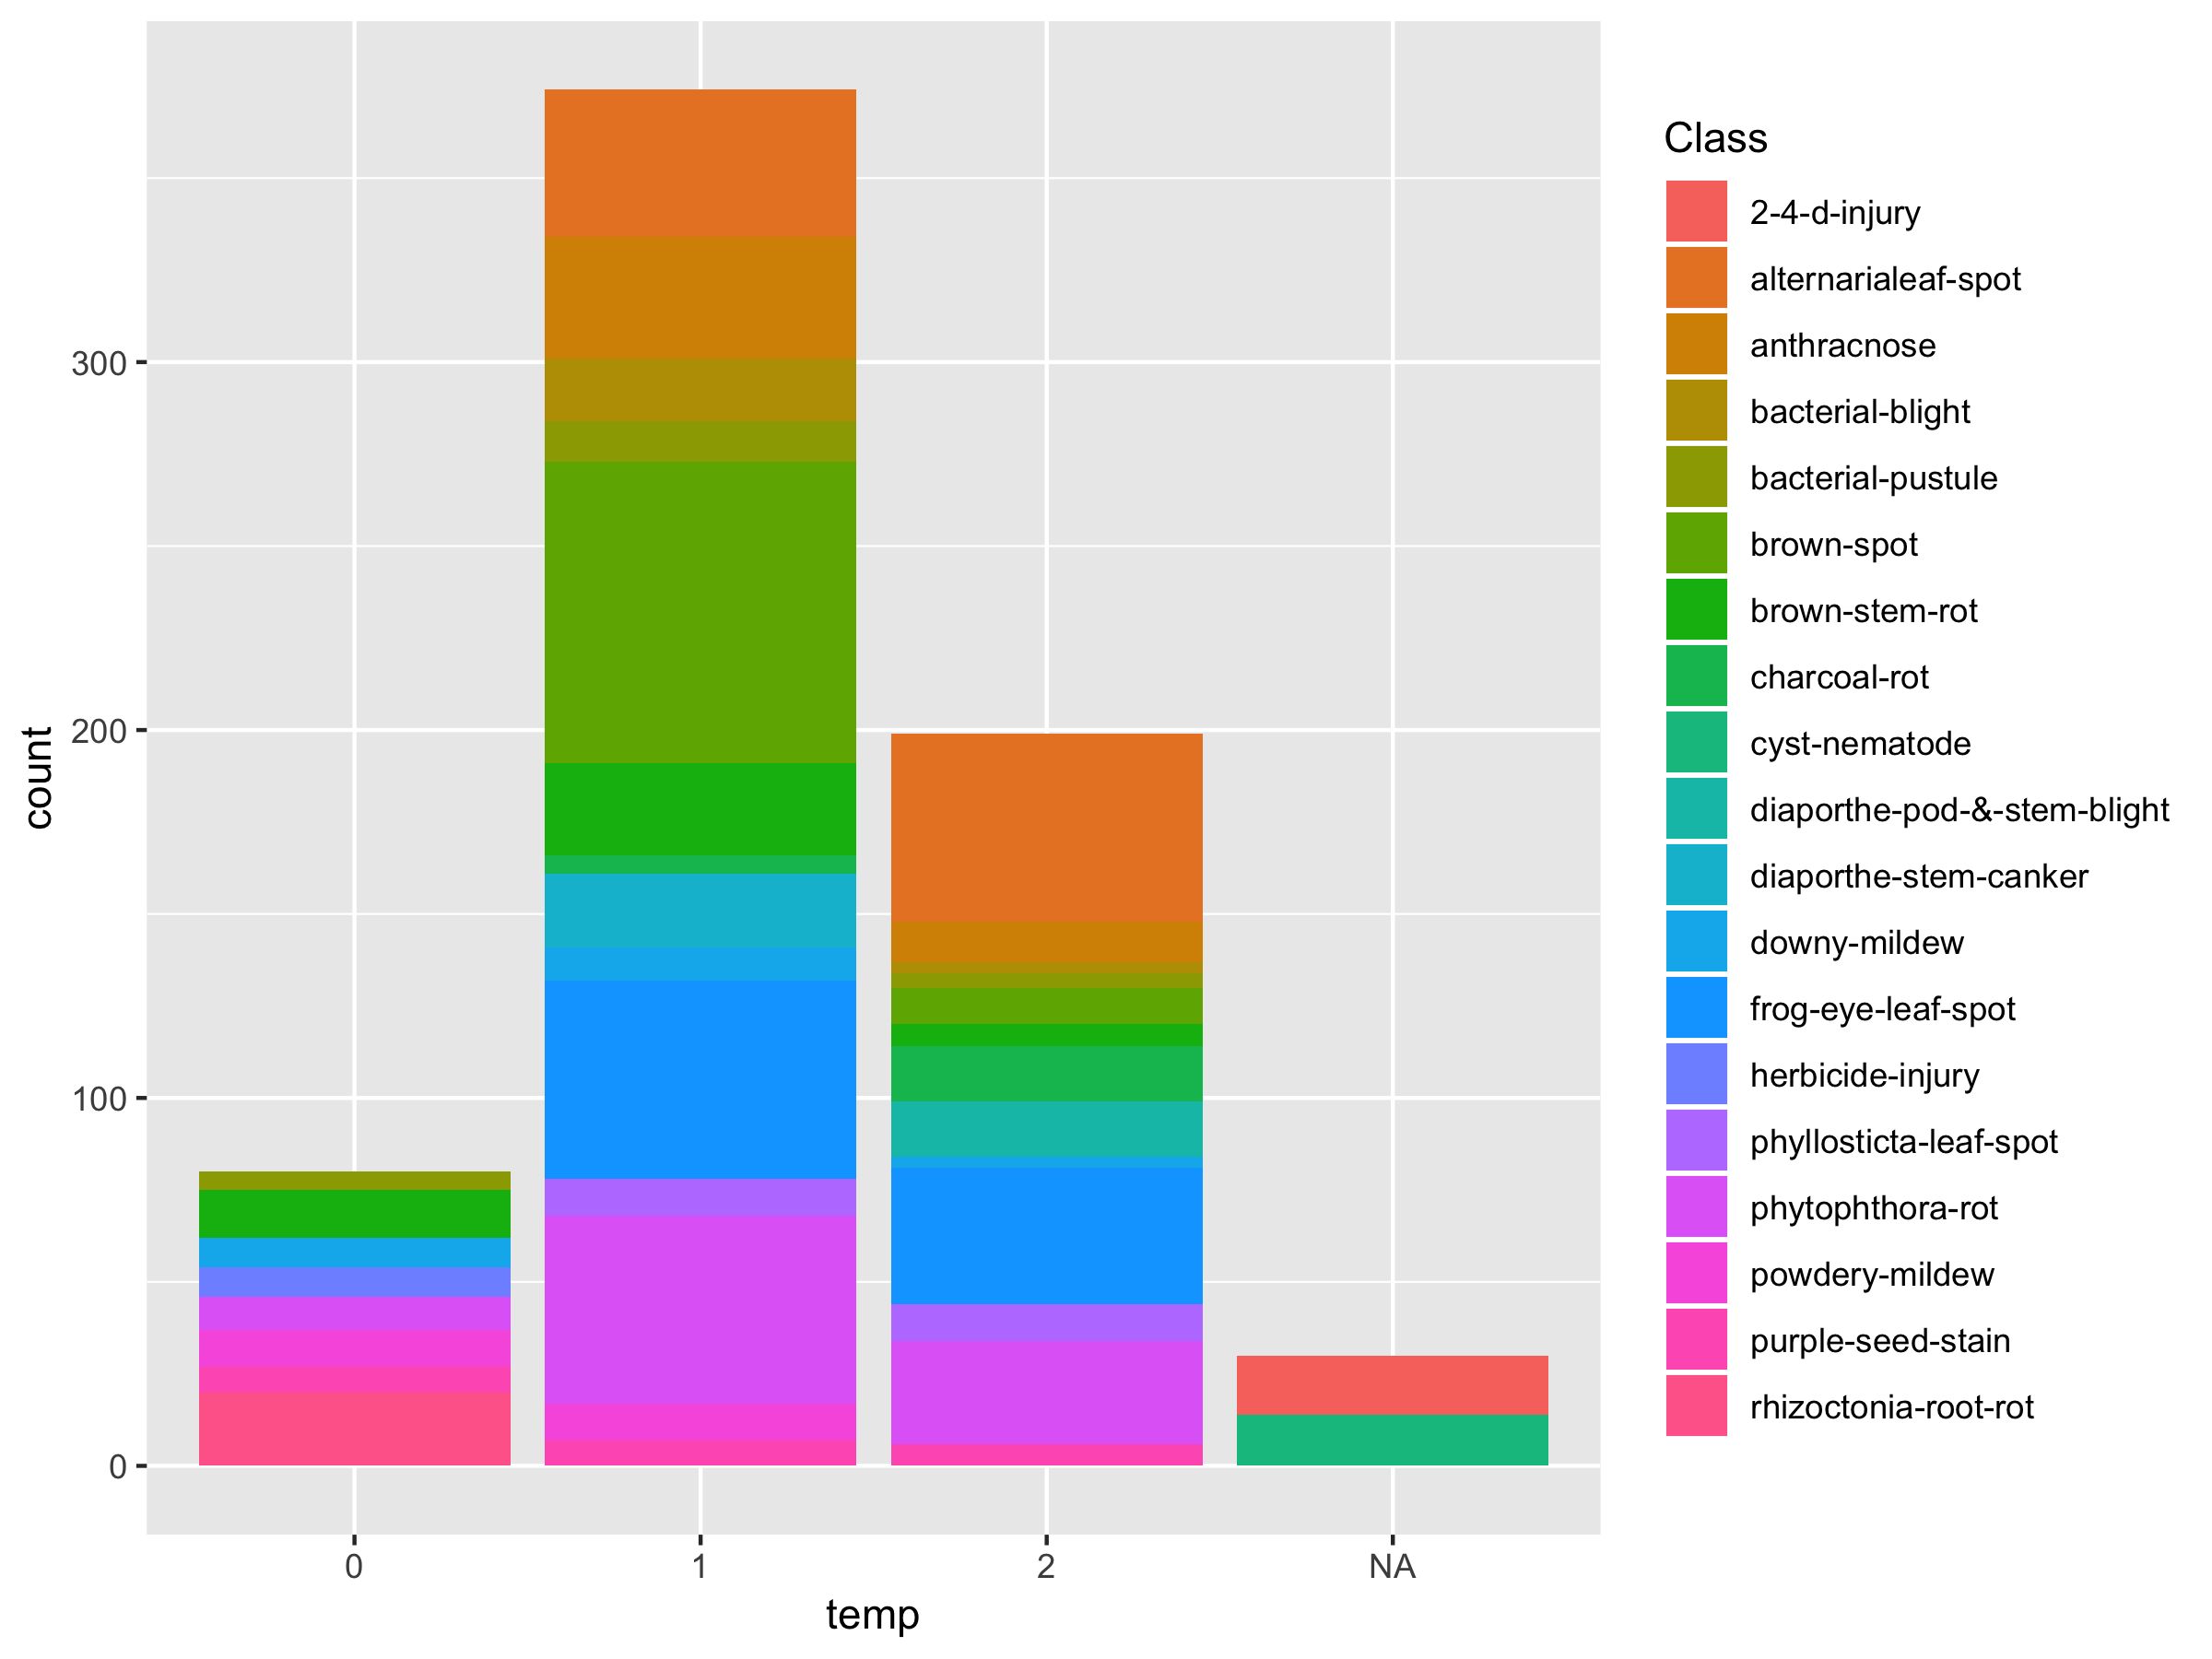 count
300
200
100
0
0
1
2
NA
temp
Class
2-4-d-injury
alternarialeaf-spot
anthracnose
bacterial-blight
bacterial-pustule
brown-spot
brown-stem-rot
charcoal-rot
cyst-nematode
diaporthe-pod-&-stem-blight
diaporthe-stem-canker
downy-mildew
frog-eye-leaf-spot
herbicide-injury
phyllosticta-leaf-spot
phytophthora-rot
powdery-mildew
purple-seed-stain
rhizoctonia-root-rot